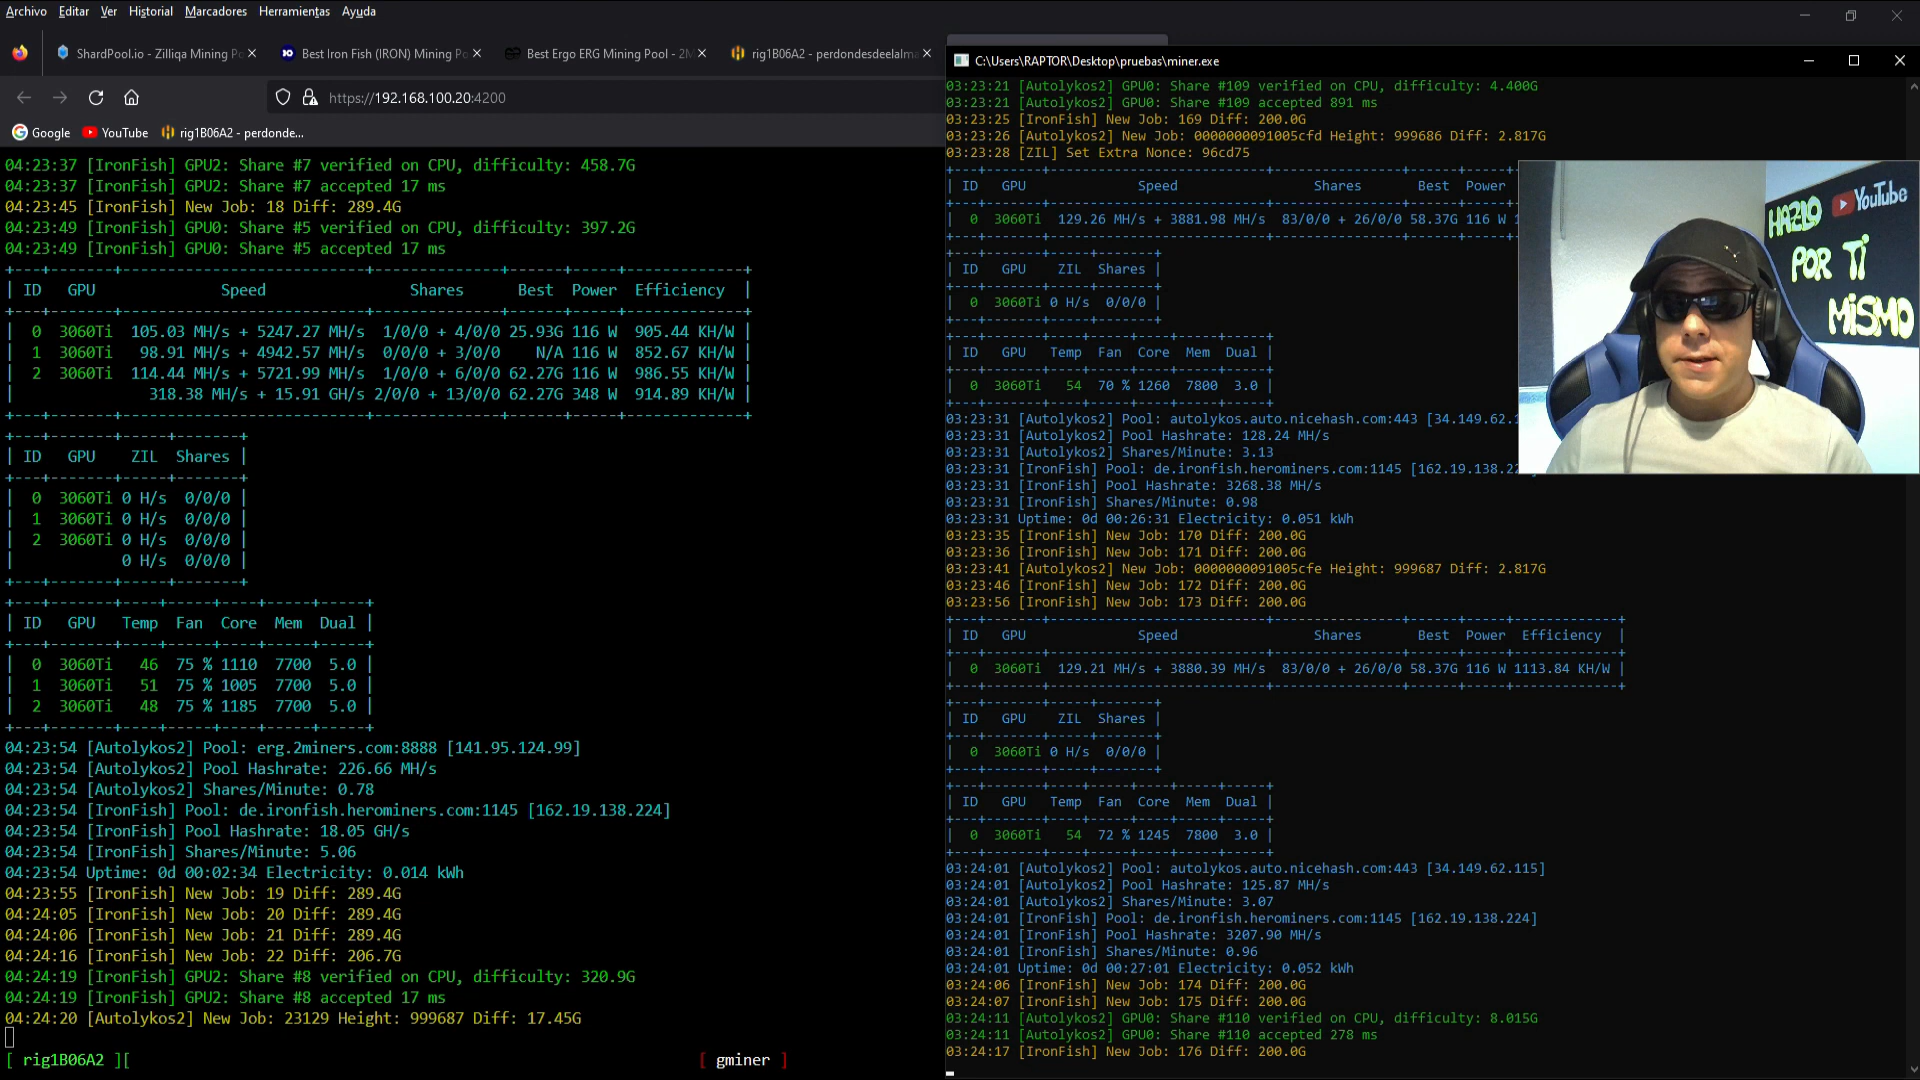 Archivo Editar Ver Historial Marcadores Herramientas Ayuda
ShardPool.io - Zilliqa Mining Po
Best Iron Fish (IRON) Mining Po
Best Ergo ERG Mining Pool - 2M
rig1B06A2 - perdondesdeelalma
https://192.168.100.20:4200
Google YouTube rig1B06A2 - perdonde...
04:23:37 [IronFish] GPU2: Share #7 verified on CPU, difficulty: 458.7G
04:23:37 [IronFish] GPU2: Share #7 accepted 17 ms
04:23:45 [IronFish] New Job: 18 Diff: 289.4G
04:23:49 [IronFish] GPU0: Share #5 verified on CPU, difficulty: 397.2G
04:23:49 [IronFish] GPU0: Share #5 accepted 17 ms
| ID GPU Speed Shares Best Power Efficiency |
| 0 3060Ti 105.03 MH/s + 5247.27 MH/s 1/0/0 + 4/0/0 25.93G 116 W 905.44 KH/W |
| 1 3060Ti 98.91 MH/s + 4942.57 MH/s 0/0/0 + 3/0/0 N/A 116 W 852.67 KH/W |
| 2 3060Ti 114.44 MH/s + 5721.99 MH/s 1/0/0 + 6/0/0 62.27G 116 W 986.55 KH/W |
| 318.38 MH/s + 15.91 GH/s 2/0/0 + 13/0/0 62.27G 348 W 914.89 KH/W |
| ID GPU ZIL Shares |
| 0 3060Ti 0 H/s 0/0/0 |
| 1 3060Ti 0 H/s 0/0/0 |
| 2 3060Ti 0 H/s 0/0/0 |
| 0 H/s 0/0/0 |
| ID GPU Temp Fan Core Mem Dual |
| 0 3060Ti 46 75 % 1110 7700 5.0 |
| 1 3060Ti 51 75 % 1005 7700 5.0 |
| 2 3060Ti 48 75 % 1185 7700 5.0 |
04:23:54 [Autolykos2] Pool: erg.2miners.com:8888 [141.95.124.99]
04:23:54 [Autolykos2] Pool Hashrate: 226.66 MH/s
04:23:54 [Autolykos2] Shares/Minute: 0.78
04:23:54 [IronFish] Pool: de.ironfish.herominers.com:1145 [162.19.138.224]
04:23:54 [IronFish] Pool Hashrate: 18.05 GH/s
04:23:54 [IronFish] Shares/Minute: 5.06
04:23:54 Uptime: 0d 00:02:34 Electricity: 0.014 kWh
04:23:55 [IronFish] New Job: 19 Diff: 289.4G
04:24:05 [IronFish] New Job: 20 Diff: 289.4G
04:24:06 [IronFish] New Job: 21 Diff: 289.4G
04:24:16 [IronFish] New Job: 22 Diff: 206.7G
04:24:19 [IronFish] GPU2: Share #8 verified on CPU, difficulty: 320.9G
04:24:19 [IronFish] GPU2: Share #8 accepted 17 ms
04:24:20 [Autolykos2] New Job: 23129 Height: 999687 Diff: 17.45G
[ rig1B06A2 ][ [ gminer ]
C:\Users\RAPTOR\Desktop\pruebas\miner.exe
03:23:21 [Autolykos2] GPU0: Share #109 verified on CPU, difficulty: 4.400G
03:23:21 [Autolykos2] GPU0: Share #109 accepted 891 ms
03:23:25 [IronFish] New Job: 169 Diff: 200.0G
03:23:26 [Autolykos2] New Job: 0000000091005cfd Height: 999686 Diff: 2.817G
03:23:28 [ZIL] Set Extra Nonce: 96cd75
| ID GPU Speed Shares Best Power
| 0 3060Ti 129.26 MH/s + 3881.98 MH/s 83/0/0 + 26/0/0 58.37G 116 W 1
| ID GPU ZIL Shares |
| 0 3060Ti 0 H/s 0/0/0 |
| ID GPU Temp Fan Core Mem Dual |
| 0 3060Ti 54 70 % 1260 7800 3.0 |
03:23:31 [Autolykos2] Pool: autolykos.auto.nicehash.com:443 [34.149.62.1
03:23:31 [Autolykos2] Pool Hashrate: 128.24 MH/s
03:23:31 [Autolykos2] Shares/Minute: 3.13
03:23:31 [IronFish] Pool: de.ironfish.herominers.com:1145 [162.19.138.22
03:23:31 [IronFish] Pool Hashrate: 3268.38 MH/s
03:23:31 [IronFish] Shares/Minute: 0.98
03:23:31 Uptime: 0d 00:26:31 Electricity: 0.051 kWh
03:23:35 [IronFish] New Job: 170 Diff: 200.0G
03:23:36 [IronFish] New Job: 171 Diff: 200.0G
03:23:41 [Autolykos2] New Job: 0000000091005cfe Height: 999687 Diff: 2.817G
03:23:46 [IronFish] New Job: 172 Diff: 200.0G
03:23:56 [IronFish] New Job: 173 Diff: 200.0G
| ID GPU Speed Shares Best Power Efficiency |
| 0 3060Ti 129.21 MH/s + 3880.39 MH/s 83/0/0 + 26/0/0 58.37G 116 W 1113.84 KH/W |
| ID GPU ZIL Shares |
| 0 3060Ti 0 H/s 0/0/0 |
| ID GPU Temp Fan Core Mem Dual |
| 0 3060Ti 54 72 % 1245 7800 3.0 |
03:24:01 [Autolykos2] Pool: autolykos.auto.nicehash.com:443 [34.149.62.115]
03:24:01 [Autolykos2] Pool Hashrate: 125.87 MH/s
03:24:01 [Autolykos2] Shares/Minute: 3.07
03:24:01 [IronFish] Pool: de.ironfish.herominers.com:1145 [162.19.138.224]
03:24:01 [IronFish] Pool Hashrate: 3207.90 MH/s
03:24:01 [IronFish] Shares/Minute: 0.96
03:24:01 Uptime: 0d 00:27:01 Electricity: 0.052 kWh
03:24:06 [IronFish] New Job: 174 Diff: 200.0G
03:24:07 [IronFish] New Job: 175 Diff: 200.0G
03:24:11 [Autolykos2] GPU0: Share #110 verified on CPU, difficulty: 8.015G
03:24:11 [Autolykos2] GPU0: Share #110 accepted 278 ms
03:24:17 [IronFish] New Job: 176 Diff: 200.0G
YouTube
HAZLO
POR Ti
MiSMO